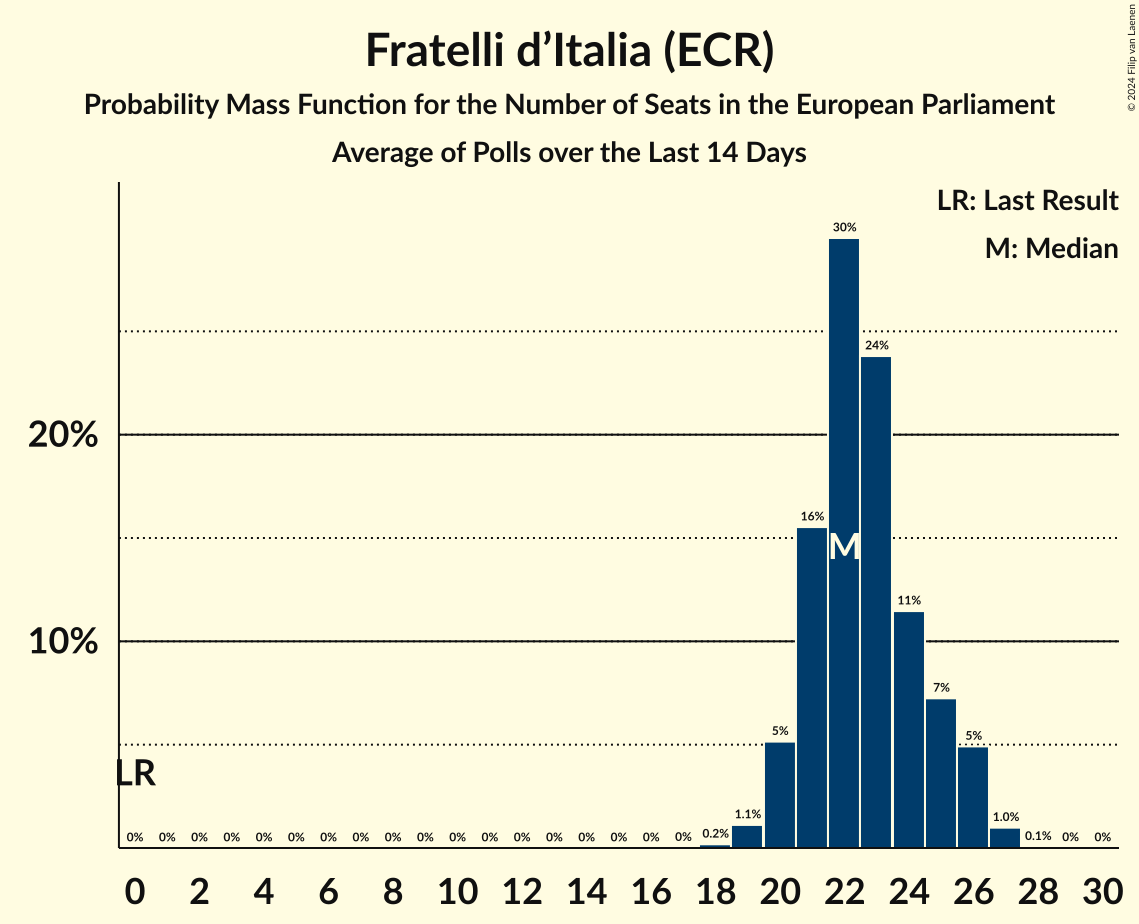 Fratelli d’Italia (ECR)
Probability Mass Function for the Number of Seats in the European Parliament
Average of Polls over the Last 14 Days
© 2024 Filip van Laenen
LR: Last Result
M: Median
30%
24%
20%
16%
M
11%
10%
7%
5%
5%
LR
0% 0% 0% 0% 0% 0% 0% 0% 0% 0% 0% 0% 0% 0% 0% 0% 0% 0% 0.2% 1.1% 1.0% 0.1% 0% 0%
0 2 4 6 8 10 12 14 16 18 20 22 24 26 28 30